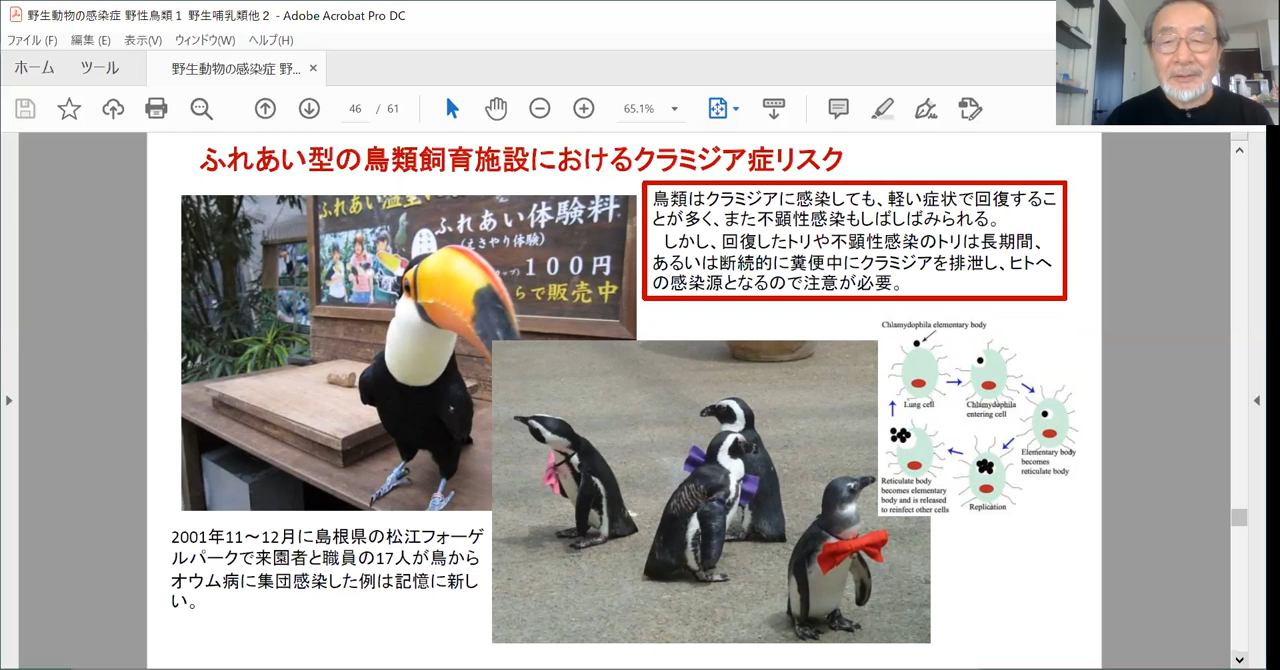 野生動物の感染症 野性鳥類１ 野生哺乳類他２ - Adobe Acrobat Pro DC
ファイル(F) 編集(E) 表示(V) ウィンドウ(W) ヘルプ(H)
ホーム ツール 野生動物の感染症 野... ×
46 / 61 65.1%
ふれあい型の鳥類飼育施設におけるクラミジア症リスク
鳥類はクラミジアに感染しても、軽い症状で回復するこ
とが多く、また不顕性感染もしばしばみられる。
しかし、回復したトリや不顕性感染のトリは長期間、
あるいは断続的に糞便中にクラミジアを排泄し、ヒトへ
の感染源となるので注意が必要。
ふれあい温室
ふれあい体験料
(えさやり体験)
100円
らで販売中
Chlamydophila elementary body
Lung cell
Chlamydophila
entering cell
Elementary body
becomes
reticulate body
Replication
Reticulate body
becomes elementary
body and is released
to reinfect other cells
2001年11～12月に島根県の松江フォーゲ
ルパークで来園者と職員の17人が鳥から
オウム病に集団感染した例は記憶に新し
い。